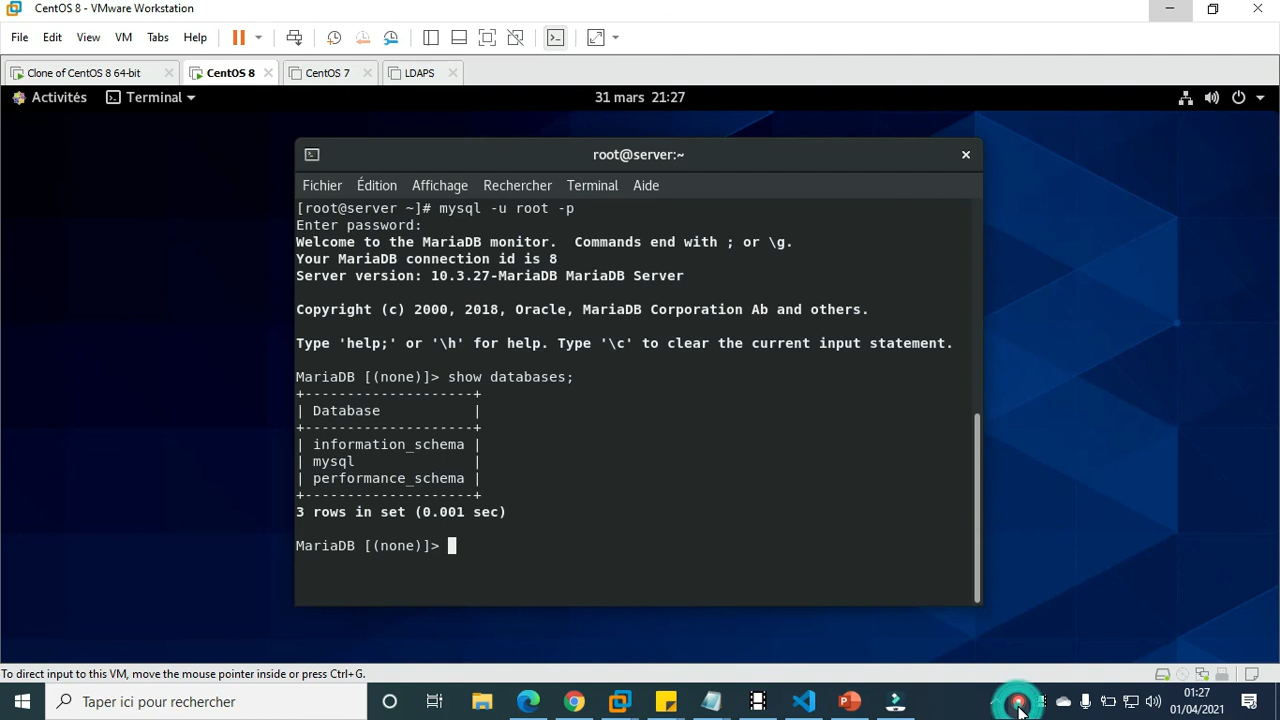 CentOS 8 - VMware Workstation
File Edit View VM Tabs Help
Clone of CentOS 8 64-bit CentOS 8 CentOS 7 LDAPS
Activités Terminal 31 mars 21:27
root@server:~
Fichier Édition Affichage Rechercher Terminal Aide
[root@server ~]# mysql -u root -p
Enter password:
Welcome to the MariaDB monitor.  Commands end with ; or \g.
Your MariaDB connection id is 8
Server version: 10.3.27-MariaDB MariaDB Server
Copyright (c) 2000, 2018, Oracle, MariaDB Corporation Ab and others.
Type 'help;' or '\h' for help. Type '\c' to clear the current input statement.
MariaDB [(none)]> show databases;
+--------------------+
| Database           |
+--------------------+
| information_schema |
| mysql              |
| performance_schema |
+--------------------+
3 rows in set (0.001 sec)
MariaDB [(none)]>
To direct input to this VM, move the mouse pointer inside or press Ctrl+G.
Taper ici pour rechercher
01:27
01/04/2021